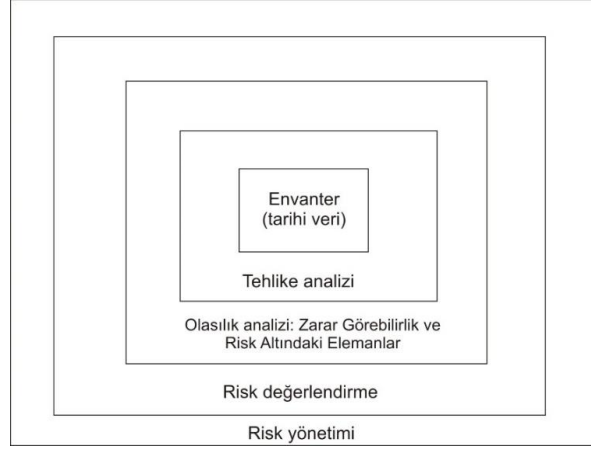 Envanter
(tarihi veri)
Tehlike analizi
Olasılık analizi: Zarar Görebilirlik ve
Risk Altındaki Elemanlar
Risk değerlendirme
Risk yönetimi